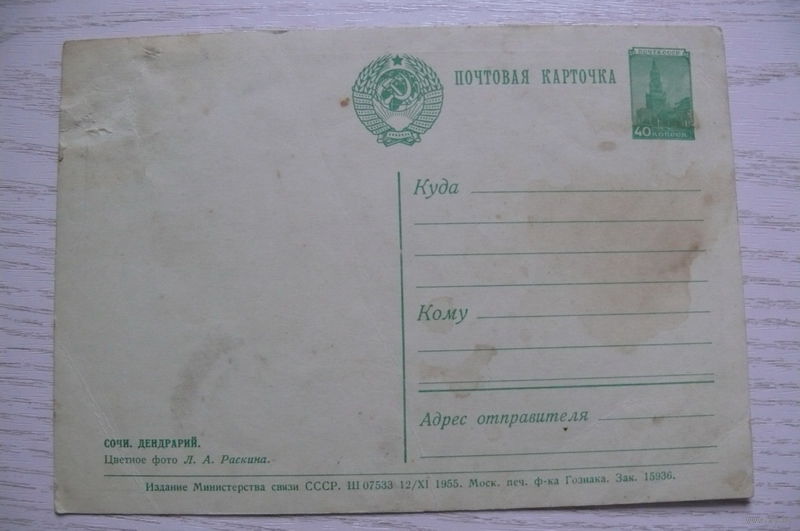 ПОЧТОВАЯ КАРТОЧКА
ПОЧТА СССР
40 КОПЕЕК
Куда
Кому
Адрес отправителя
СОЧИ. ДЕНДРАРИЙ.
Цветное фото Л. А. Раскина.
Издание Министерства связи СССР. Ш 07533 12/XI 1955. Моск. печ. ф-ка Гознака. Зак. 15936.